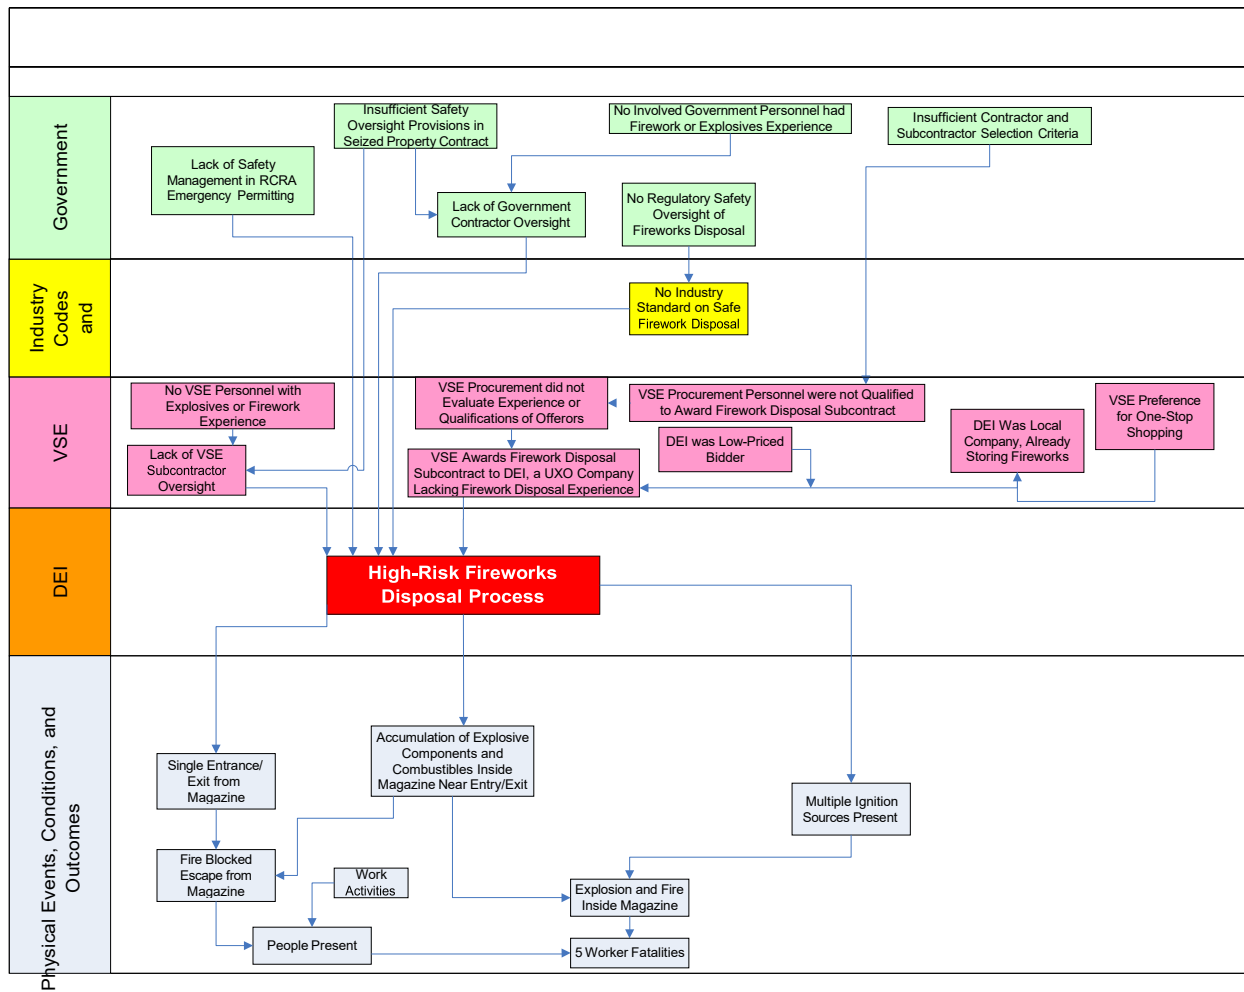 Government
Insufficient Safety
Oversight Provisions in
Seized Property Contract
No Involved Government Personnel had
Firework or Explosives Experience
Insufficient Contractor and
Subcontractor Selection Criteria
Lack of Safety
Management in RCRA
Emergency Permitting
Lack of Government
Contractor Oversight
No Regulatory Safety
Oversight of
Fireworks Disposal
Industry
Codes
and
No Industry
Standard on Safe
Firework Disposal
VSE
No VSE Personnel with
Explosives or Firework
Experience
VSE Procurement did not
Evaluate Experience or
Qualifications of Offerors
VSE Procurement Personnel were not Qualified
to Award Firework Disposal Subcontract
VSE Preference
for One-Stop
Shopping
DEI Was Local
Company, Already
Storing Fireworks
DEI was Low-Priced
Bidder
Lack of VSE
Subcontractor
Oversight
VSE Awards Firework Disposal
Subcontract to DEI, a UXO Company
Lacking Firework Disposal Experience
DEI
High-Risk Fireworks
Disposal Process
Physical Events, Conditions, and
Outcomes
Single Entrance/
Exit from
Magazine
Accumulation of Explosive
Components and
Combustibles Inside
Magazine Near Entry/Exit
Multiple Ignition
Sources Present
Fire Blocked
Escape from
Magazine
Work
Activities
Explosion and Fire
Inside Magazine
People Present
5 Worker Fatalities